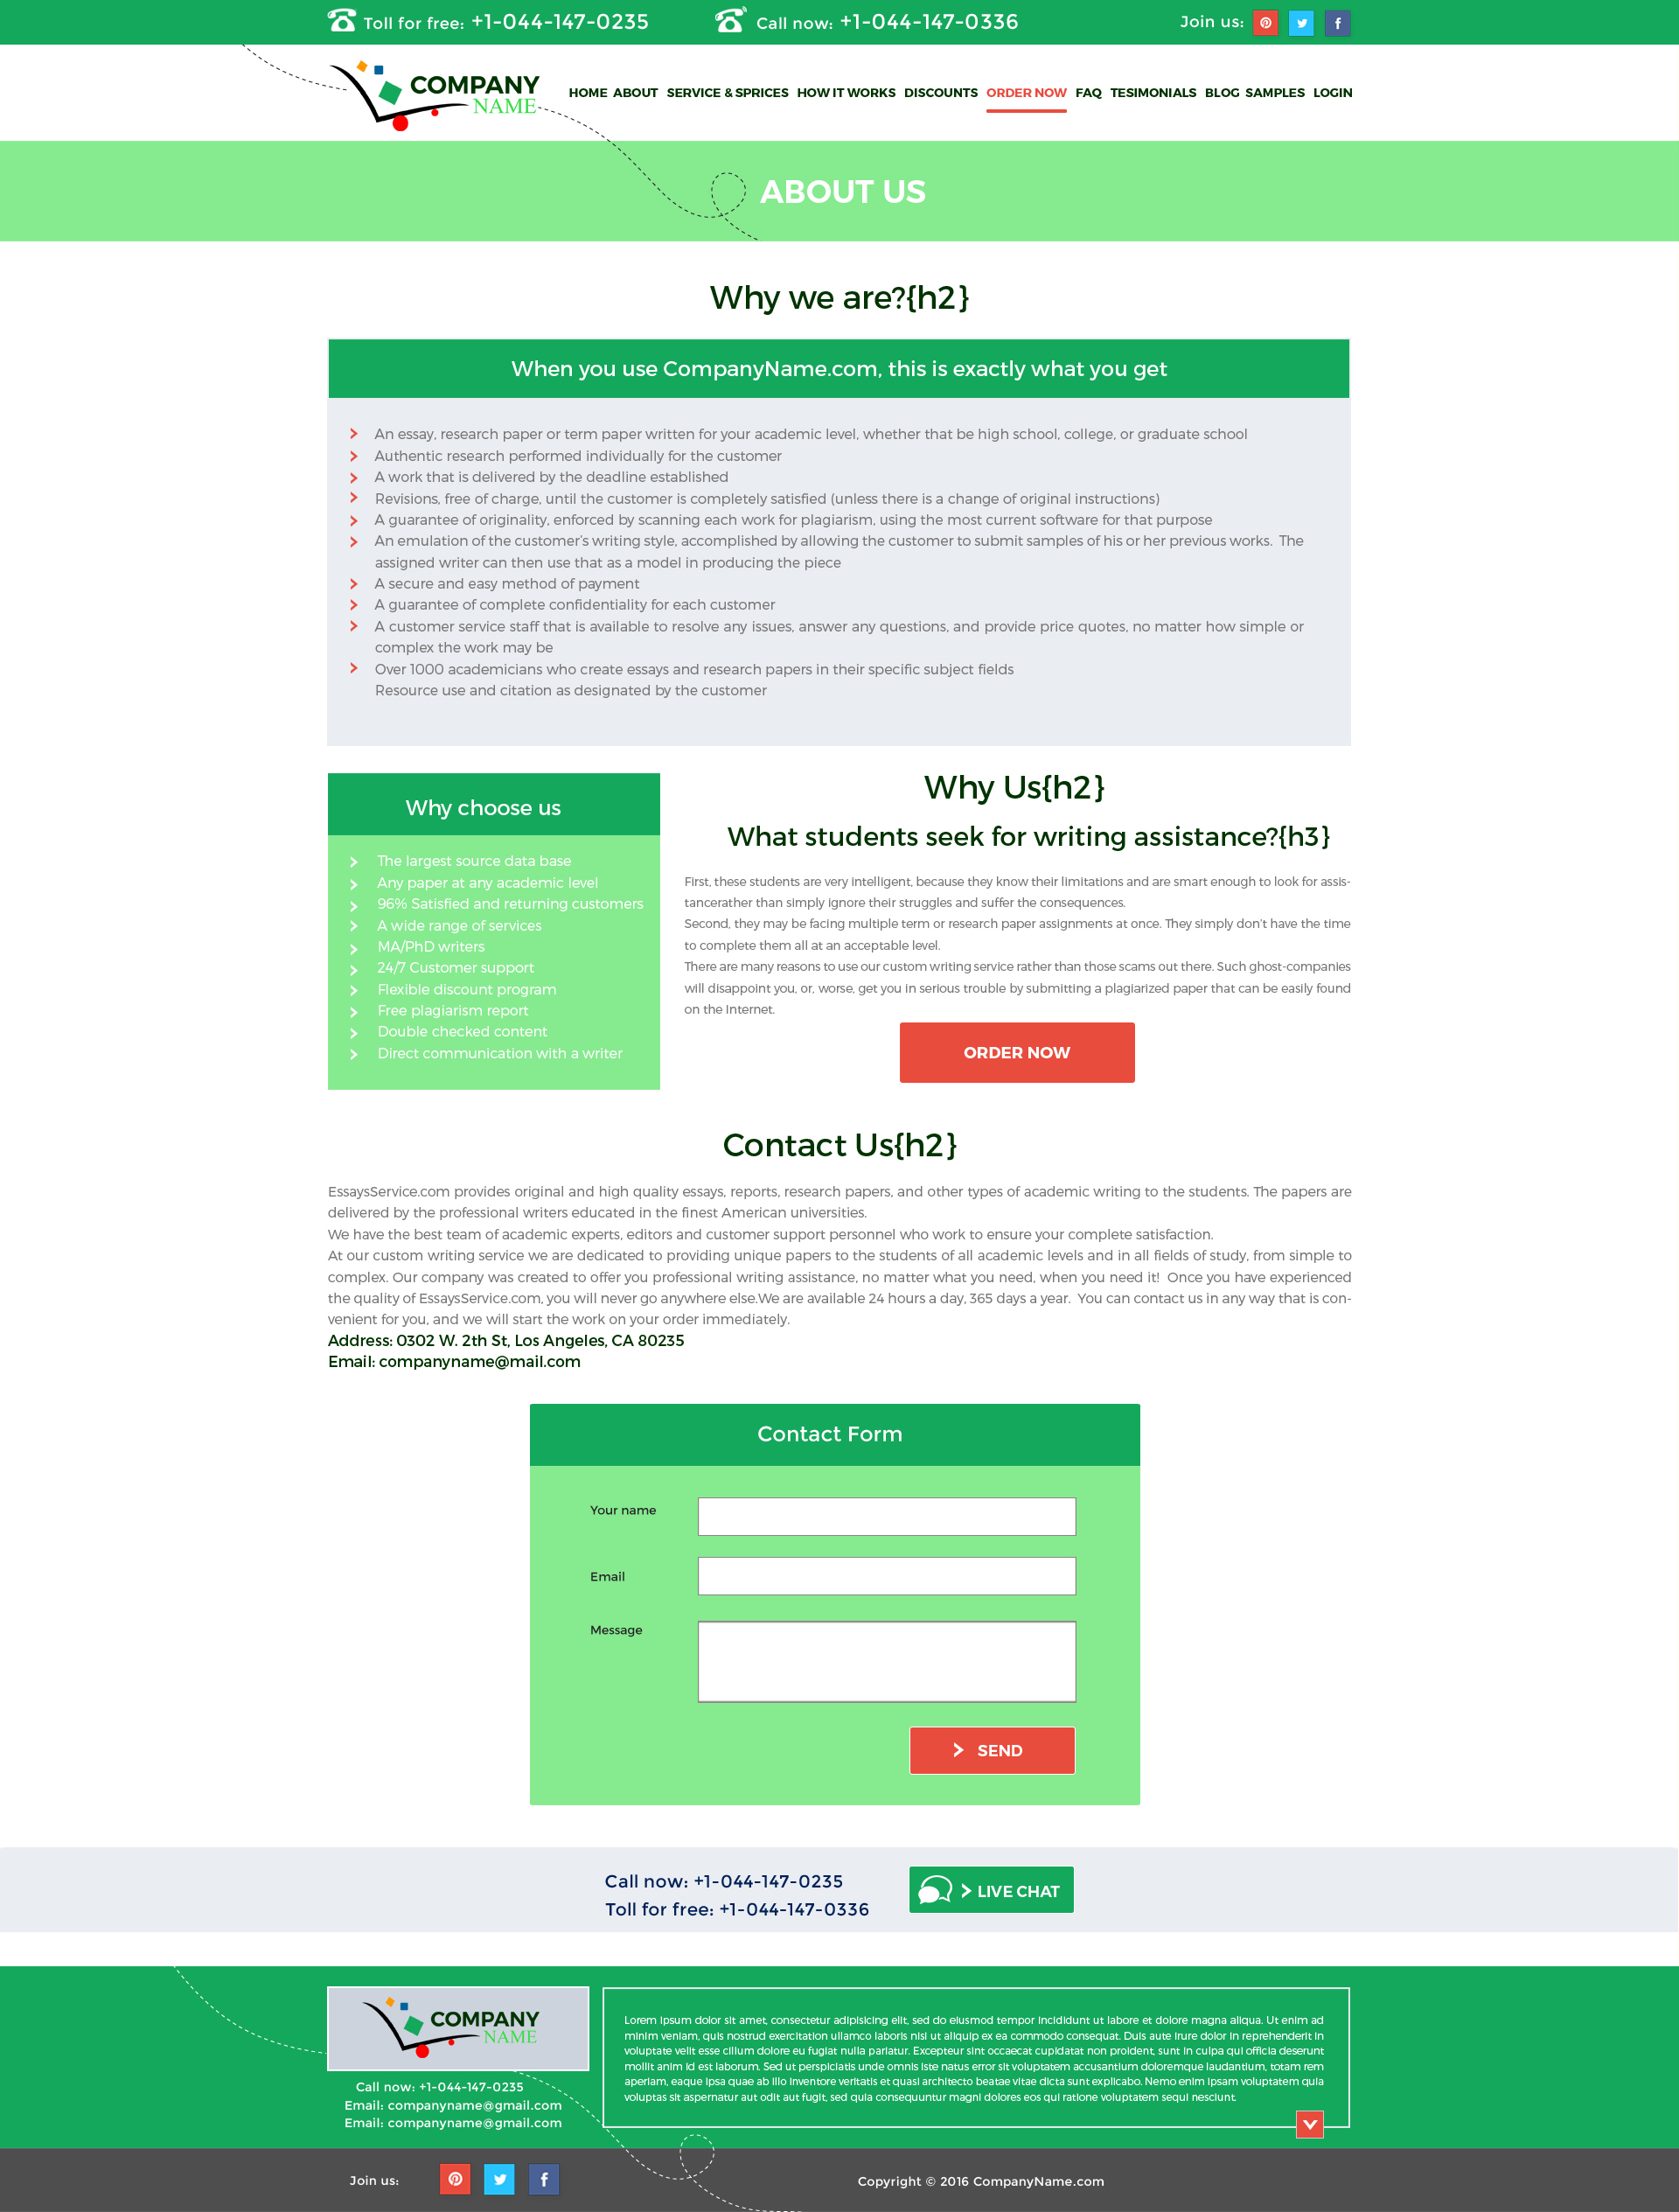 Toll for free: +1-044-147-0235
Call now: +1-044-147-0336
Join us:
COMPANY
NAME
HOME ABOUT SERVICE & SPRICES HOW IT WORKS DISCOUNTS ORDER NOW FAQ TESIMONIALS BLOG SAMPLES LOGIN
ABOUT US
Why we are?{h2}
When you use CompanyName.com, this is exactly what you get
An essay, research paper or term paper written for your academic level, whether that be high school, college, or graduate school
Authentic research performed individually for the customer
A work that is delivered by the deadline established
Revisions, free of charge, until the customer is completely satisfied (unless there is a change of original instructions)
A guarantee of originality, enforced by scanning each work for plagiarism, using the most current software for that purpose
An emulation of the customer's writing style, accomplished by allowing the customer to submit samples of his or her previous works. The
assigned writer can then use that as a model in producing the piece
A secure and easy method of payment
A guarantee of complete confidentiality for each customer
A customer service staff that is available to resolve any issues, answer any questions, and provide price quotes, no matter how simple or
complex the work may be
Over 1000 academicians who create essays and research papers in their specific subject fields
Resource use and citation as designated by the customer
Why choose us
The largest source data base
Any paper at any academic level
96% Satisfied and returning customers
A wide range of services
MA/PhD writers
24/7 Customer support
Flexible discount program
Free plagiarism report
Double checked content
Direct communication with a writer
Why Us{h2}
What students seek for writing assistance?{h3}
First, these students are very intelligent, because they know their limitations and are smart enough to look for assis-
tancerather than simply ignore their struggles and suffer the consequences.
Second, they may be facing multiple term or research paper assignments at once. They simply don't have the time
to complete them all at an acceptable level.
There are many reasons to use our custom writing service rather than those scams out there. Such ghost-companies
will disappoint you, or, worse, get you in serious trouble by submitting a plagiarized paper that can be easily found
on the Internet.
ORDER NOW
Contact Us{h2}
EssaysService.com provides original and high quality essays, reports, research papers, and other types of academic writing to the students. The papers are
delivered by the professional writers educated in the finest American universities.
We have the best team of academic experts, editors and customer support personnel who work to ensure your complete satisfaction.
At our custom writing service we are dedicated to providing unique papers to the students of all academic levels and in all fields of study, from simple to
complex. Our company was created to offer you professional writing assistance, no matter what you need, when you need it! Once you have experienced
the quality of EssaysService.com, you will never go anywhere else.We are available 24 hours a day, 365 days a year. You can contact us in any way that is con-
venient for you, and we will start the work on your order immediately.
Address: 0302 W. 2th St, Los Angeles, CA 80235
Email: companyname@mail.com
Contact Form
Your name
Email
Message
SEND
Call now: +1-044-147-0235
Toll for free: +1-044-147-0336
LIVE CHAT
COMPANY
NAME
Call now: +1-044-147-0235
Email: companyname@gmail.com
Email: companyname@gmail.com
Lorem ipsum dolor sit amet, consectetur adipisicing elit, sed do eiusmod tempor incididunt ut labore et dolore magna aliqua. Ut enim ad
minim veniam, quis nostrud exercitation ullamco laboris nisi ut aliquip ex ea commodo consequat. Duis aute irure dolor in reprehenderit in
voluptate velit esse cillum dolore eu fugiat nulla pariatur. Excepteur sint occaecat cupidatat non proident, sunt in culpa qui officia deserunt
mollit anim id est laborum. Sed ut perspiciatis unde omnis iste natus error sit voluptatem accusantium doloremque laudantium, totam rem
aperiam, eaque ipsa quae ab illo inventore veritatis et quasi architecto beatae vitae dicta sunt explicabo. Nemo enim ipsam voluptatem quia
voluptas sit aspernatur aut odit aut fugit, sed quia consequuntur magni dolores eos qui ratione voluptatem sequi nesciunt.
Join us:
Copyright © 2016 CompanyName.com